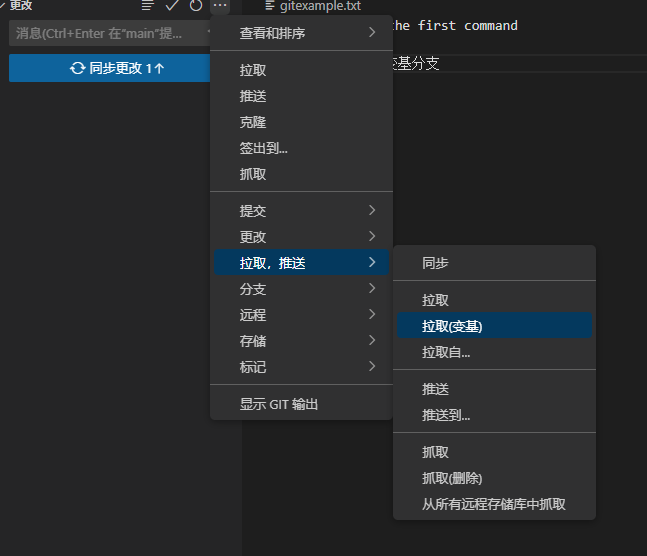 更改
gitexample.txt
消息(Ctrl+Enter 在"main"提...
同步更改 1↑
查看和排序
拉取
推送
克隆
签出到...
抓取
提交
更改
拉取，推送
分支
远程
存储
标记
显示 GIT 输出
the first command
变基分支
同步
拉取
拉取(变基)
拉取自...
推送
推送到...
抓取
抓取(删除)
从所有远程存储库中抓取